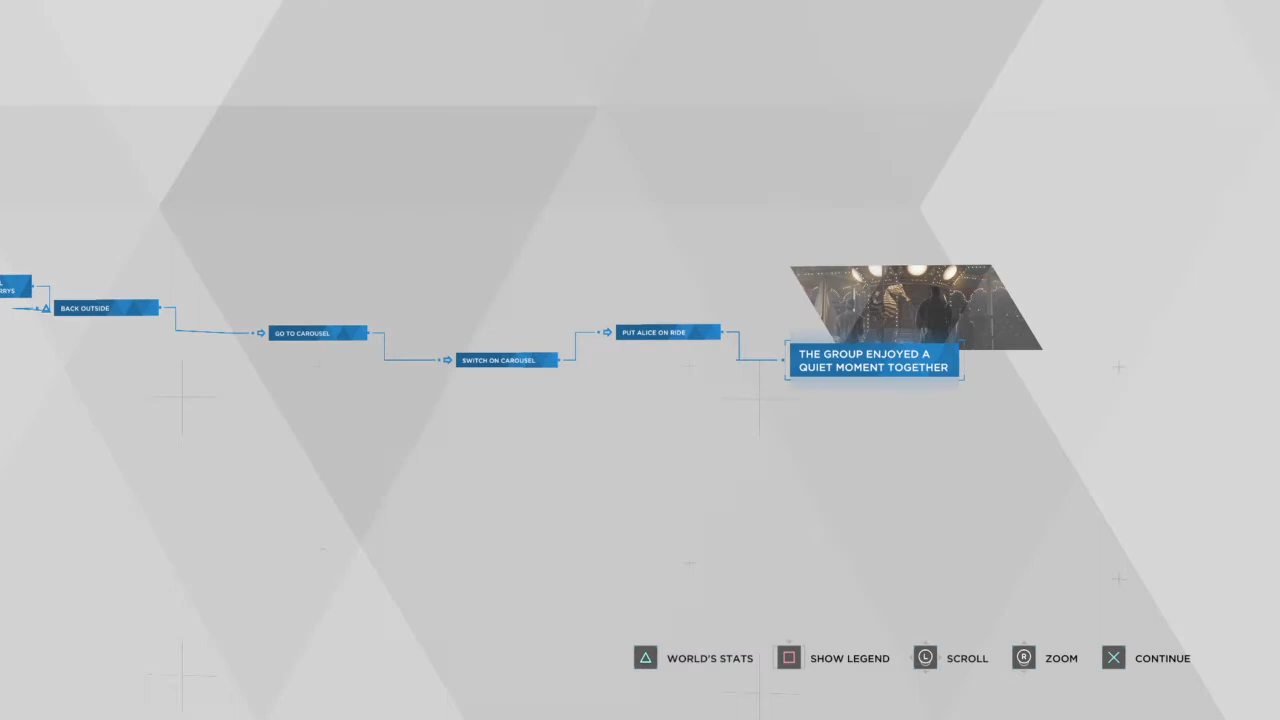 RRYS
BACK OUTSIDE
GO TO CAROUSEL
SWITCH ON CAROUSEL
PUT ALICE ON RIDE
THE GROUP ENJOYED A
QUIET MOMENT TOGETHER
WORLD'S STATS
SHOW LEGEND
L
SCROLL
R
ZOOM
CONTINUE